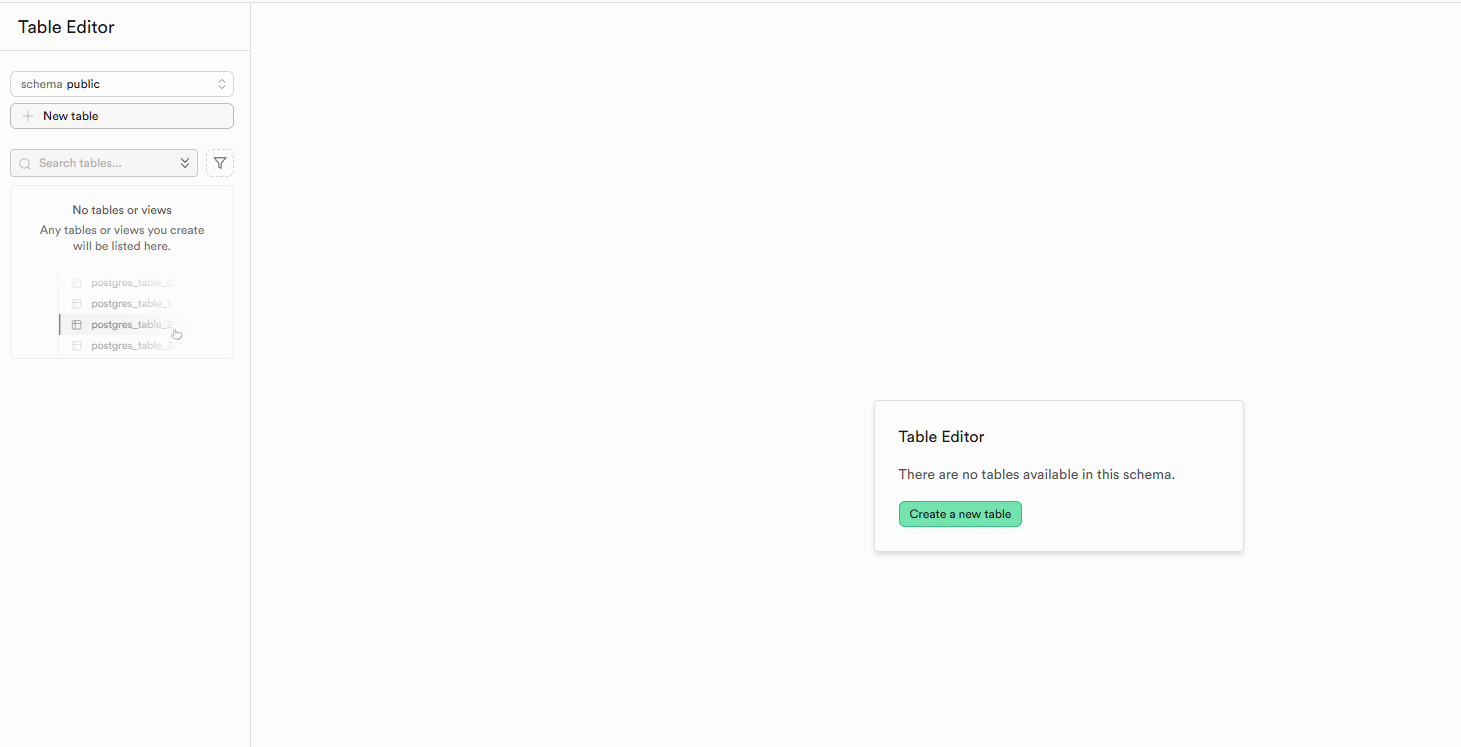 Table Editor
schema public
New table
Search tables...
No tables or views
Any tables or views you create
will be listed here.
postgres_table_0
postgres_table_1
postgres_table_2
postgres_table_3
Table Editor
There are no tables available in this schema.
Create a new table